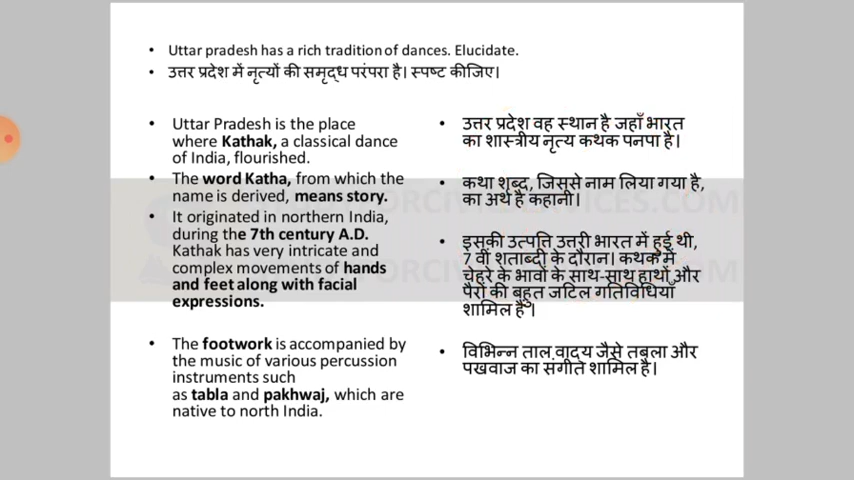 • Uttar pradesh has a rich tradition of dances. Elucidate.
• उत्तर प्रदेश में नृत्यों की समृद्ध परंपरा है। स्पष्ट कीजिए।
• Uttar Pradesh is the place
where Kathak, a classical dance
of India, flourished.
• The word Katha, from which the
name is derived, means story.
• It originated in northern India,
during the 7th century A.D.
Kathak has very intricate and
complex movements of hands
and feet along with facial
expressions.
• The footwork is accompanied by
the music of various percussion
instruments such
as tabla and pakhwaj, which are
native to north India.
• उत्तर प्रदेश वह स्थान है जहाँ भारत
का शास्त्रीय नृत्य कथक पनपा है।
• कथा शब्द, जिससे नाम लिया गया है,
का अर्थ है कहानी।
• इसकी उत्पत्ति उत्तरी भारत में हुई थी,
7 वीं शताब्दी के दौरान। कथक में
चेहरे के भावों के साथ-साथ हाथों और
पैरों की बहुत जटिल गतिविधियाँ
शामिल हैं ।
• विभिन्न ताल वाद्य जैसे तबला और
पखवाज का संगीत शामिल है।